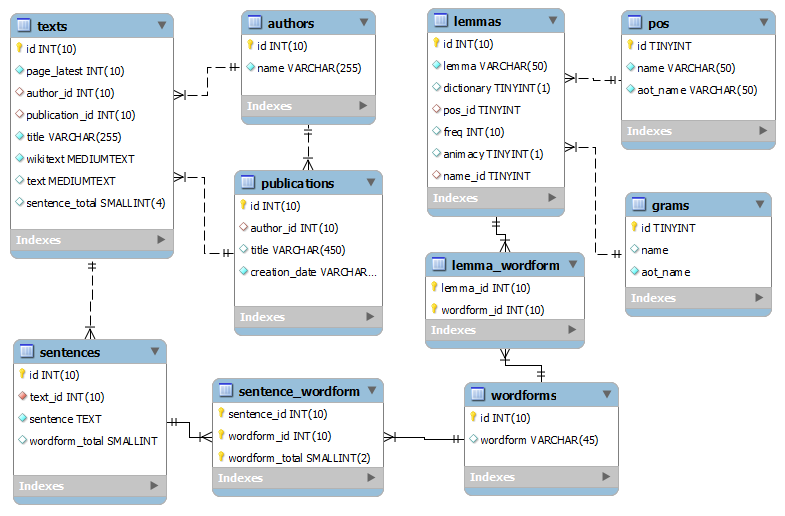 texts
id INT(10)
page_latest INT(10)
author_id INT(10)
publication_id INT(10)
title VARCHAR(255)
wikitext MEDIUMTEXT
text MEDIUMTEXT
sentence_total SMALLINT(4)
Indexes
authors
id INT(10)
name VARCHAR(255)
Indexes
publications
id INT(10)
author_id INT(10)
title VARCHAR(450)
creation_date VARCHAR...
Indexes
lemmas
id INT(10)
lemma VARCHAR(50)
dictionary TINYINT(1)
pos_id TINYINT
freq INT(10)
animacy TINYINT(1)
name_id TINYINT
Indexes
pos
id TINYINT
name VARCHAR(50)
aot_name VARCHAR(50)
Indexes
grams
id TINYINT
name
aot_name
Indexes
lemma_wordform
lemma_id INT(10)
wordform_id INT(10)
Indexes
sentences
id INT(10)
text_id INT(10)
sentence TEXT
wordform_total SMALLINT
Indexes
sentence_wordform
sentence_id INT(10)
wordform_id INT(10)
wordform_total SMALLINT(2)
Indexes
wordforms
id INT(10)
wordform VARCHAR(45)
Indexes